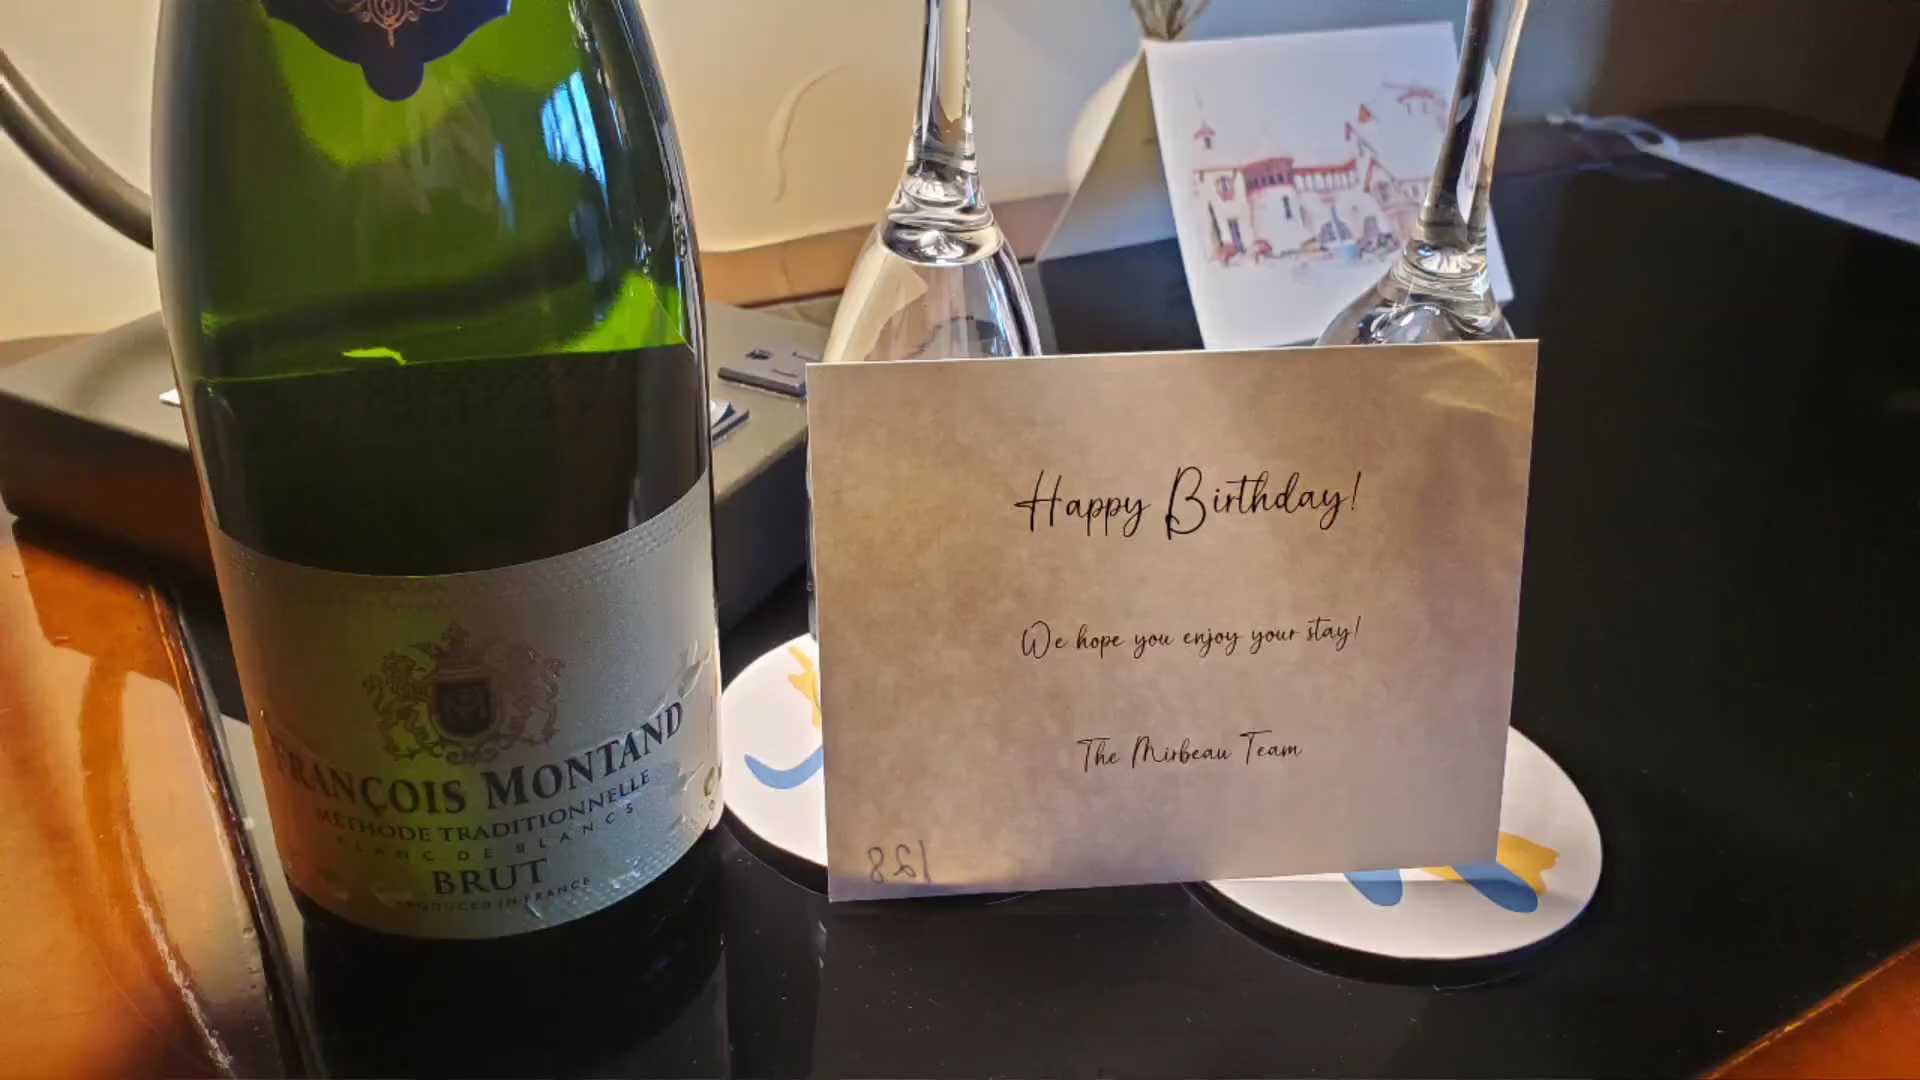 FRANÇOIS MONTAND
MÉTHODE TRADITIONNELLE
BLANC DE BLANCS
BRUT
PRODUCED IN FRANCE
Happy Birthday!
We hope you enjoy your stay!
The Mirbeau Team
128